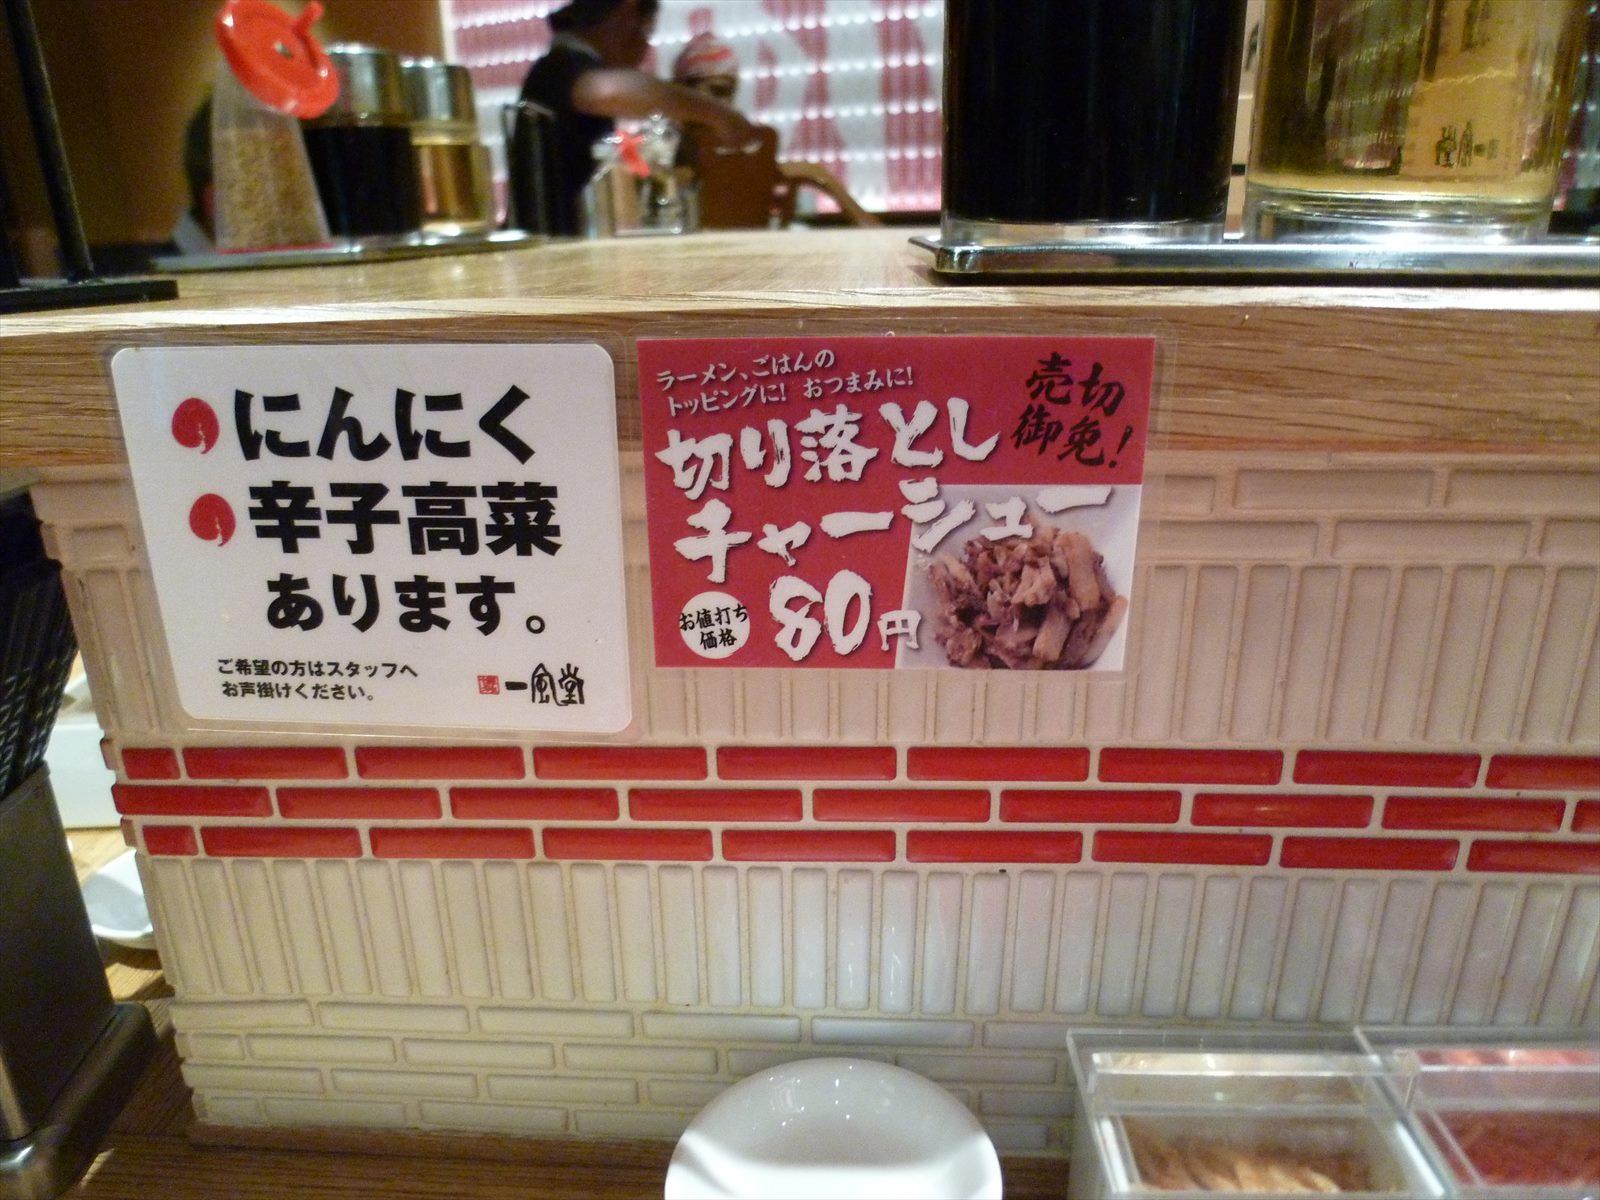 にんにく
辛子高菜
あります。
ご希望の方はスタッフへ
お声掛けください。
一風堂
ラーメン、ごはんの
トッピングに! おつまみに!
売切
御免!
切り落とし
チャーシュー
お値打ち
価格
80円
一風堂